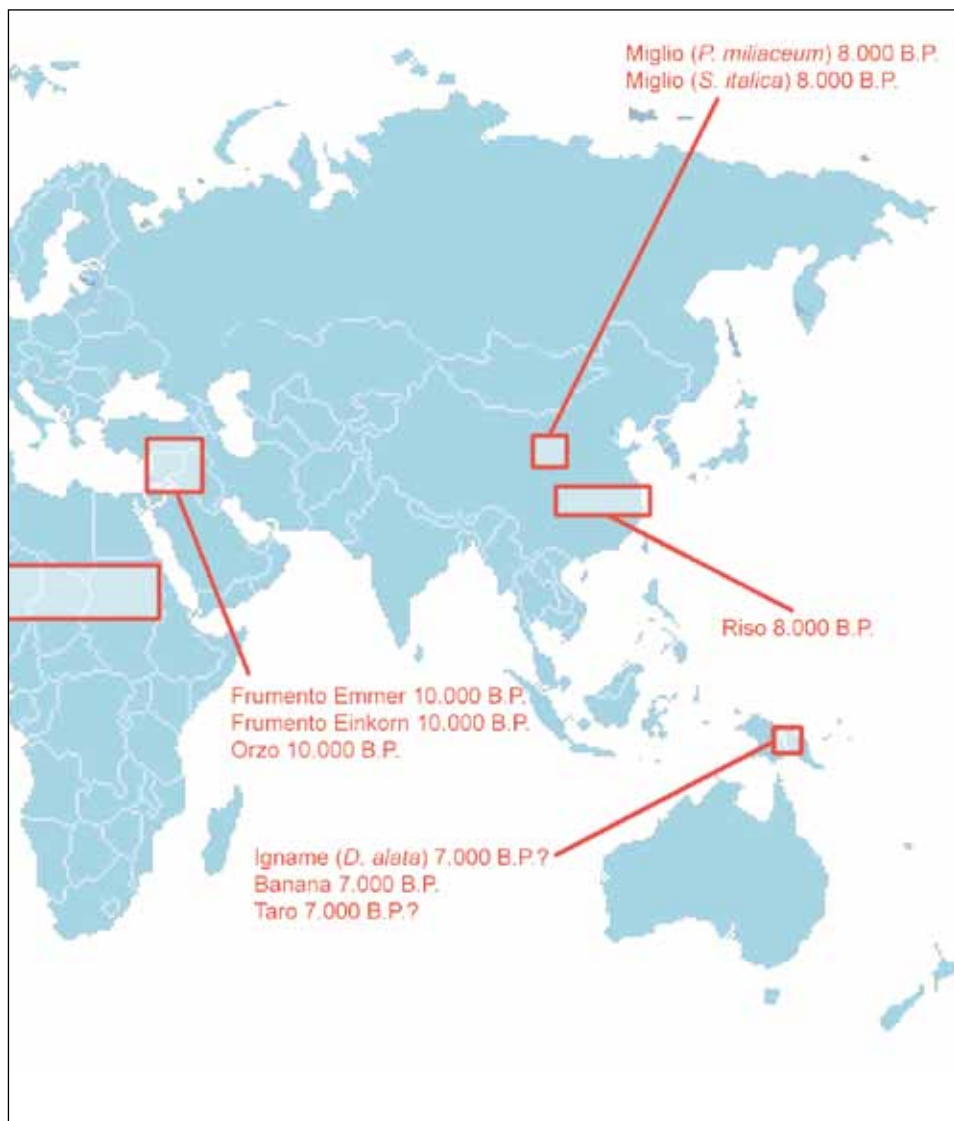 Miglio (P. miliaceum) 8.000 B.P.
Miglio (S. italica) 8.000 B.P.
Riso 8.000 B.P.
Frumento Emmer 10.000 B.P.
Frumento Einkorn 10.000 B.P.
Orzo 10.000 B.P.
Igname (D. alata) 7.000 B.P.?
Banana 7.000 B.P.
Taro 7.000 B.P.?